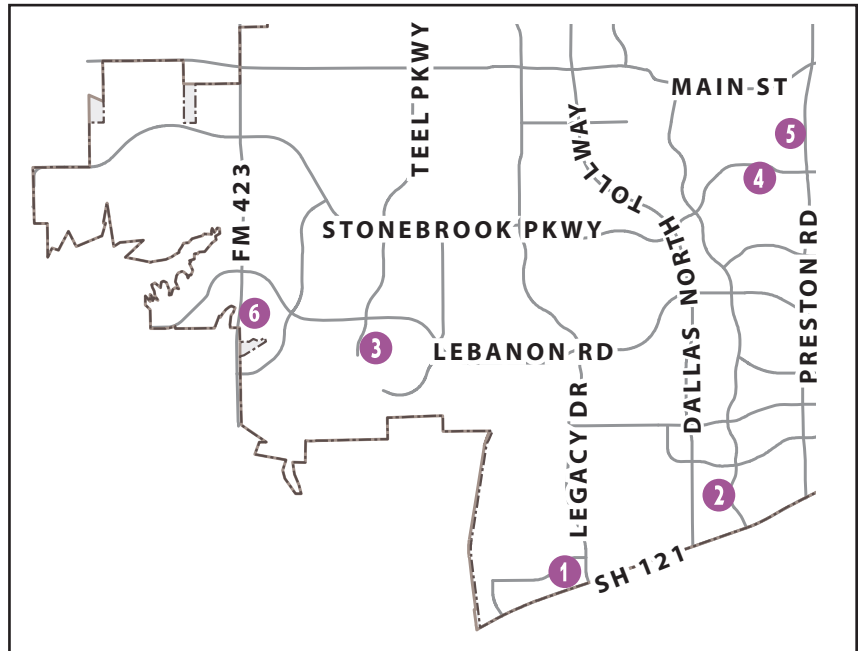 MAIN ST
TEEL PKWY
5
DALLAS NORTH TOLLWAY
4
FM 423
STONEBROOK PKWY
PRESTON RD
6
3
LEBANON RD
LEGACY DR
2
1
SH 121